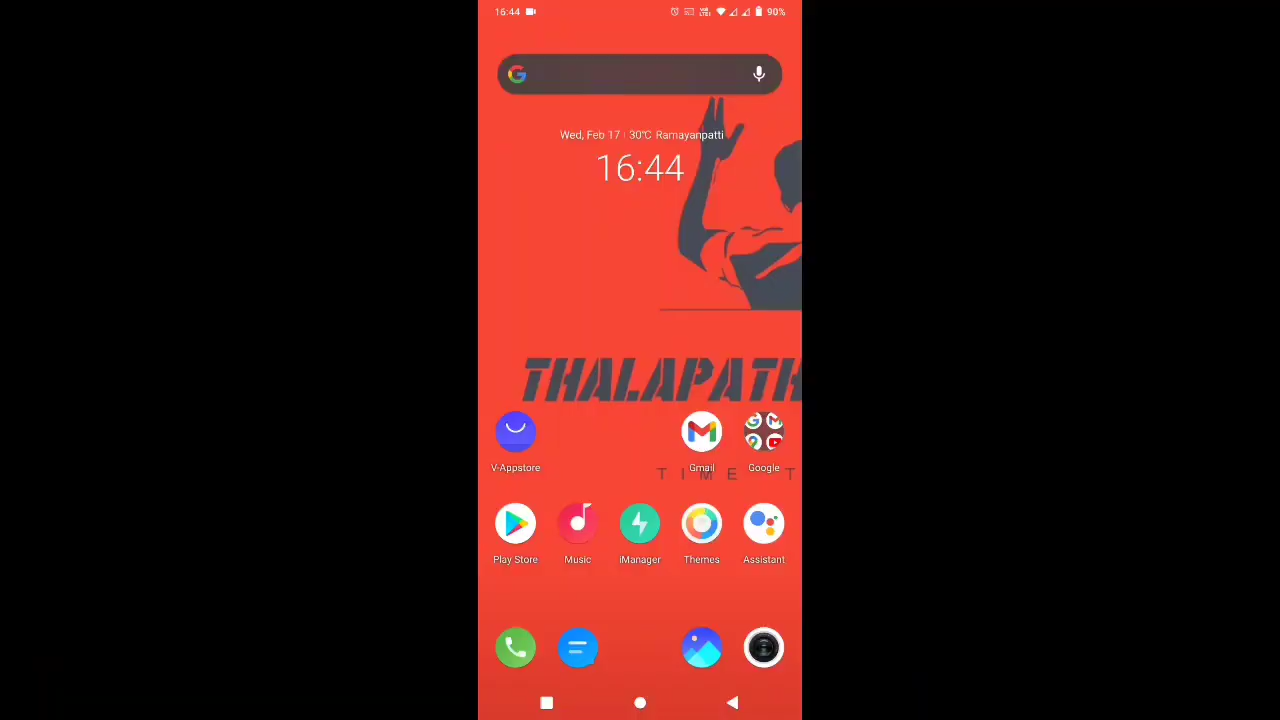 16:44 90%
Wed, Feb 17 | 30°C Ramayanpatti
16:44
THALAPATH
V-Appstore Gmail Google
TIME T
Play Store Music iManager Themes Assistant